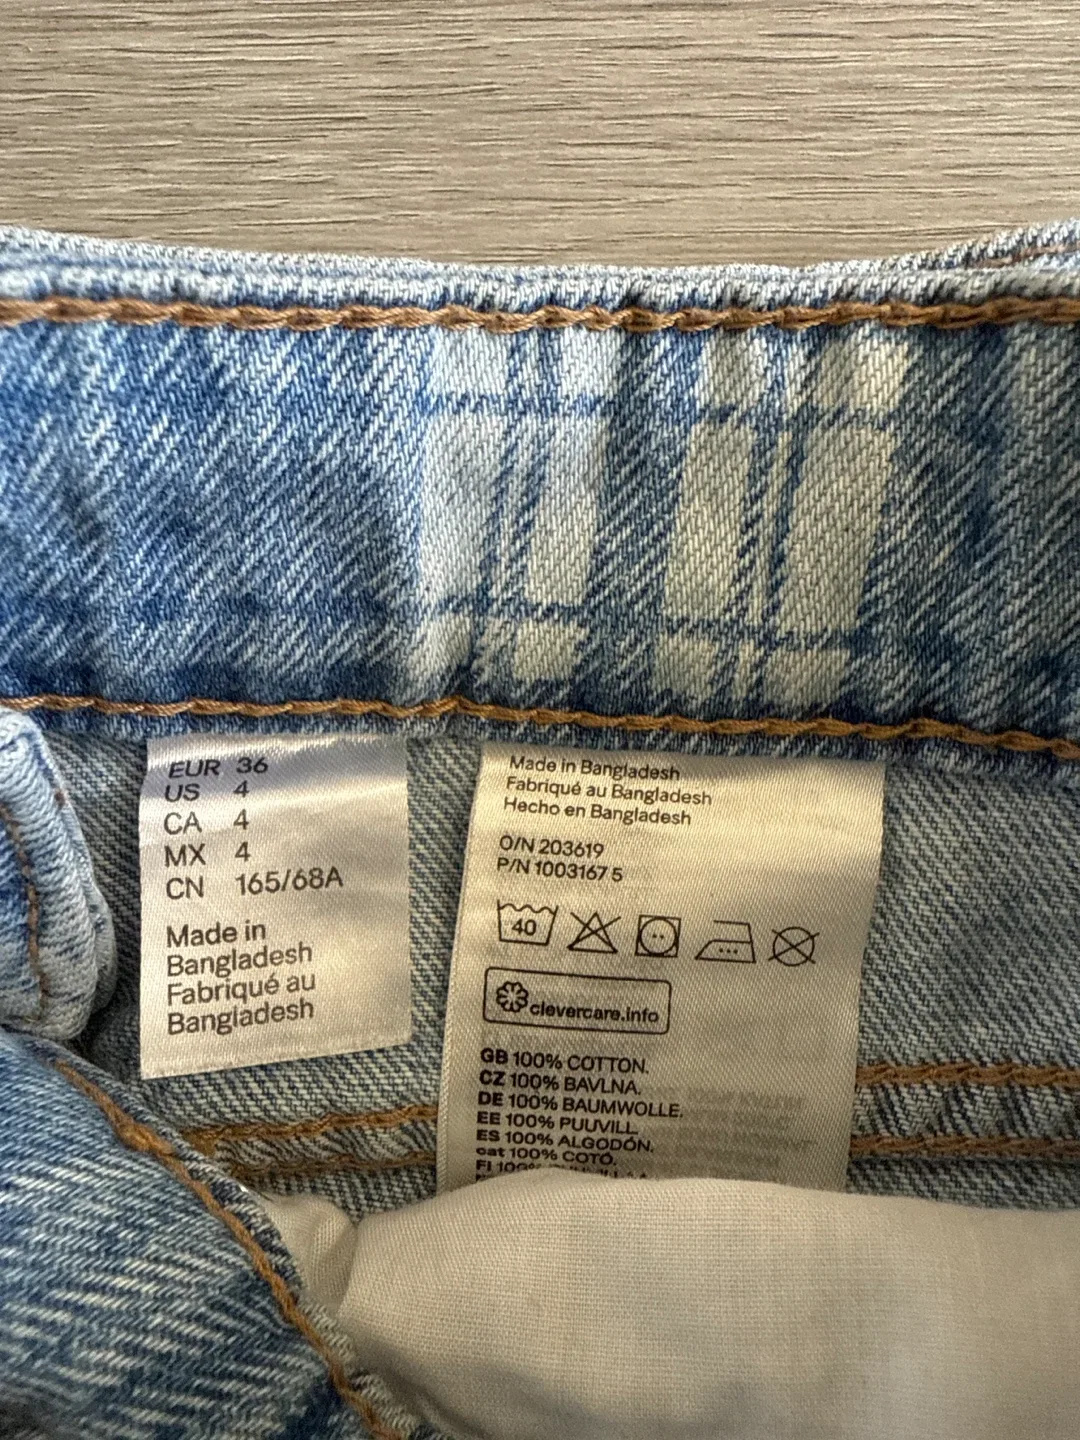 EUR 36
US 4
CA 4
MX 4
CN 165/68A
Made in
Bangladesh
Fabriqué au
Bangladesh
Made in Bangladesh
Fabriqué au Bangladesh
Hecho en Bangladesh
O/N 203619
P/N 1003167 5
40
clevercare.info
GB 100% COTTON.
CZ 100% BAVLNA.
DE 100% BAUMWOLLE.
EE 100% PUUVILL.
ES 100% ALGODÓN.
cat 100% COTÓ.
FI 100%